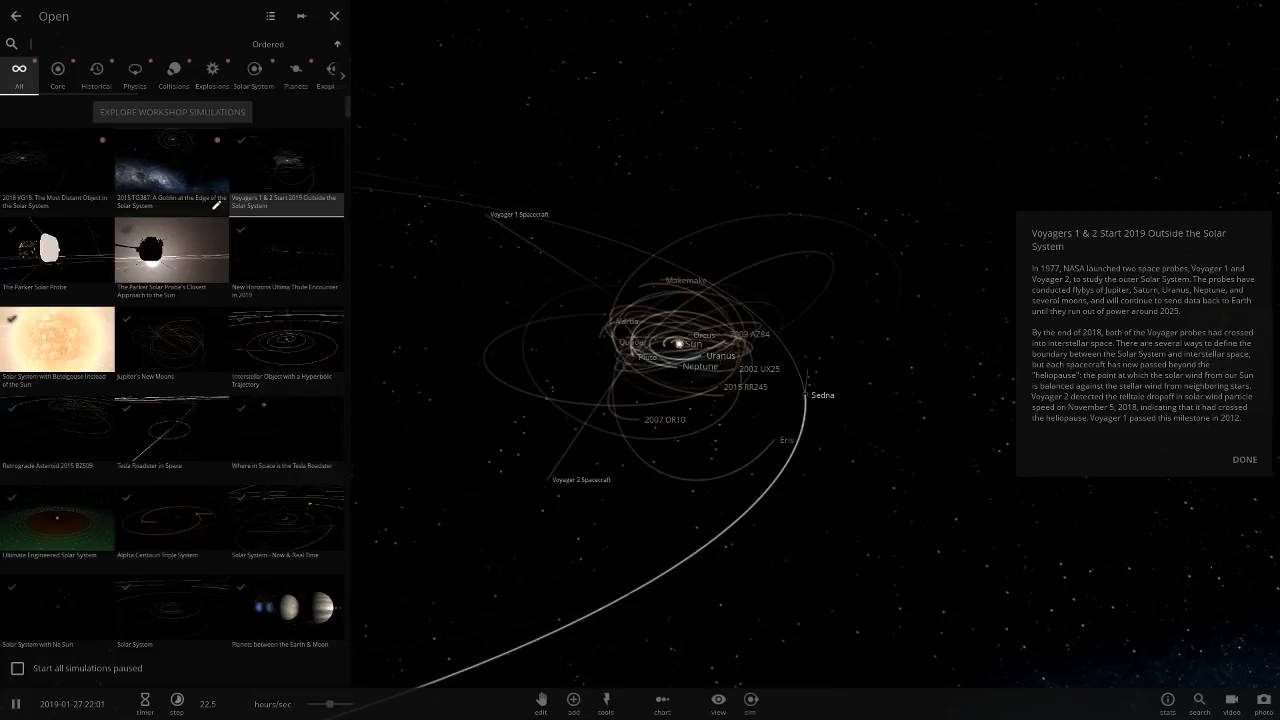 Open
Ordered
All
Core
Historical
Physics
Collisions
Explosions
Solar System
Planets
Exopl
EXPLORE WORKSHOP SIMULATIONS
2018 VG18: The Most Distant Object in
the Solar System
2015 TG387: A Goblin at the Edge of the
Solar System
Voyagers 1 & 2 Start 2019 Outside the
Solar System
The Parker Solar Probe
The Parker Solar Probe's Closest
Approach to the Sun
New Horizons Ultima Thule Encounter
in 2019
Solar System with Betelgeuse Instead
of the Sun
Jupiter's New Moons
Interstellar Object with a Hyperbolic
Trajectory
Retrograde Asteroid 2015 BZ509
Tesla Roadster in Space
Where in Space is the Tesla Roadster
Ultimate Engineered Solar System
Alpha Centauri Triple System
Solar System - Now & Real Time
Solar System with No Sun
Solar System
Planets between the Earth & Moon
Start all simulations paused
Voyager 1 Spacecraft
Makemake
Varda
Orcus
2003 AZ84
Sun
Pluto
Uranus
Neptune
2002 UX25
2015 RR245
Sedna
2007 OR10
Eris
Voyager 2 Spacecraft
Voyagers 1 & 2 Start 2019 Outside the Solar
System
In 1977, NASA launched two space probes, Voyager 1 and
Voyager 2, to study the outer Solar System. The probes have
conducted flybys of Jupiter, Saturn, Uranus, Neptune, and
several moons, and will continue to send data back to Earth
until they run out of power around 2025.
By the end of 2018, both of the Voyager probes had crossed
into interstellar space. There are several ways to define the
boundary between the Solar System and interstellar space,
but each spacecraft has now passed beyond the
"heliopause": the point at which the solar wind from our Sun
is balanced against the stellar wind from neighboring stars.
Voyager 2 detected the telltale dropoff in solar wind particle
speed on November 5, 2018, indicating that it had crossed
the heliopause. Voyager 1 passed this milestone in 2012.
DONE
2019-01-27 22:01
timer
step
22.5
hours/sec
edit
add
tools
chart
view
sim
stats
search
video
photo